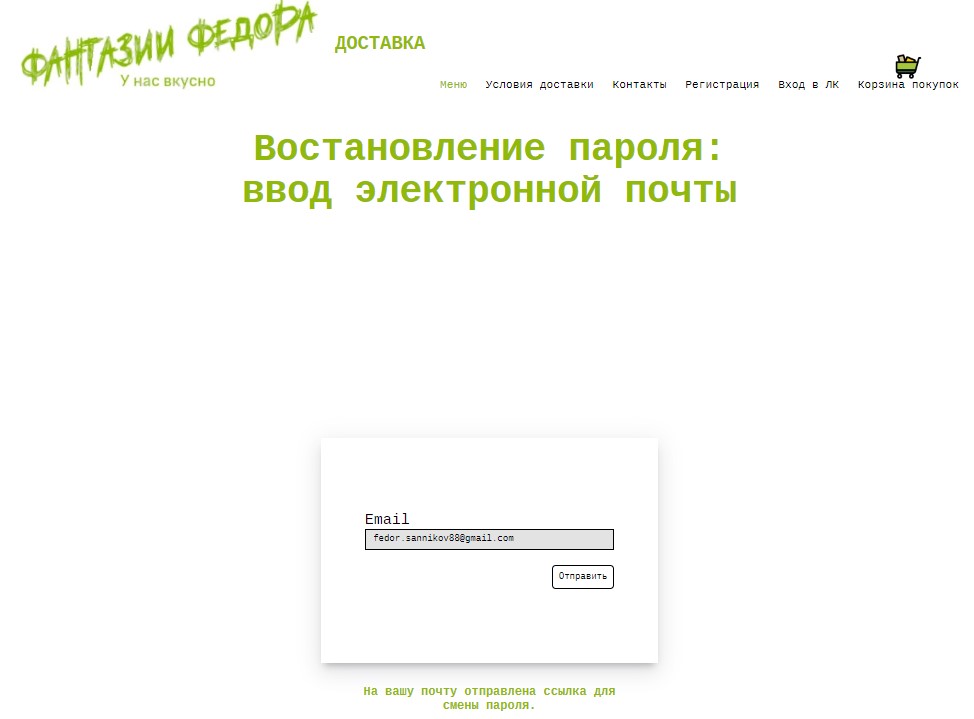 ФАНТАЗИИ ФЕДОРА
У нас вкусно
ДОСТАВКА
Меню Условия доставки Контакты Регистрация Вход в ЛК Корзина покупок
Востановление пароля:
ввод электронной почты
Email
fedor.sannikov88@gmail.com
Отправить
На вашу почту отправлена ссылка для
смены пароля.